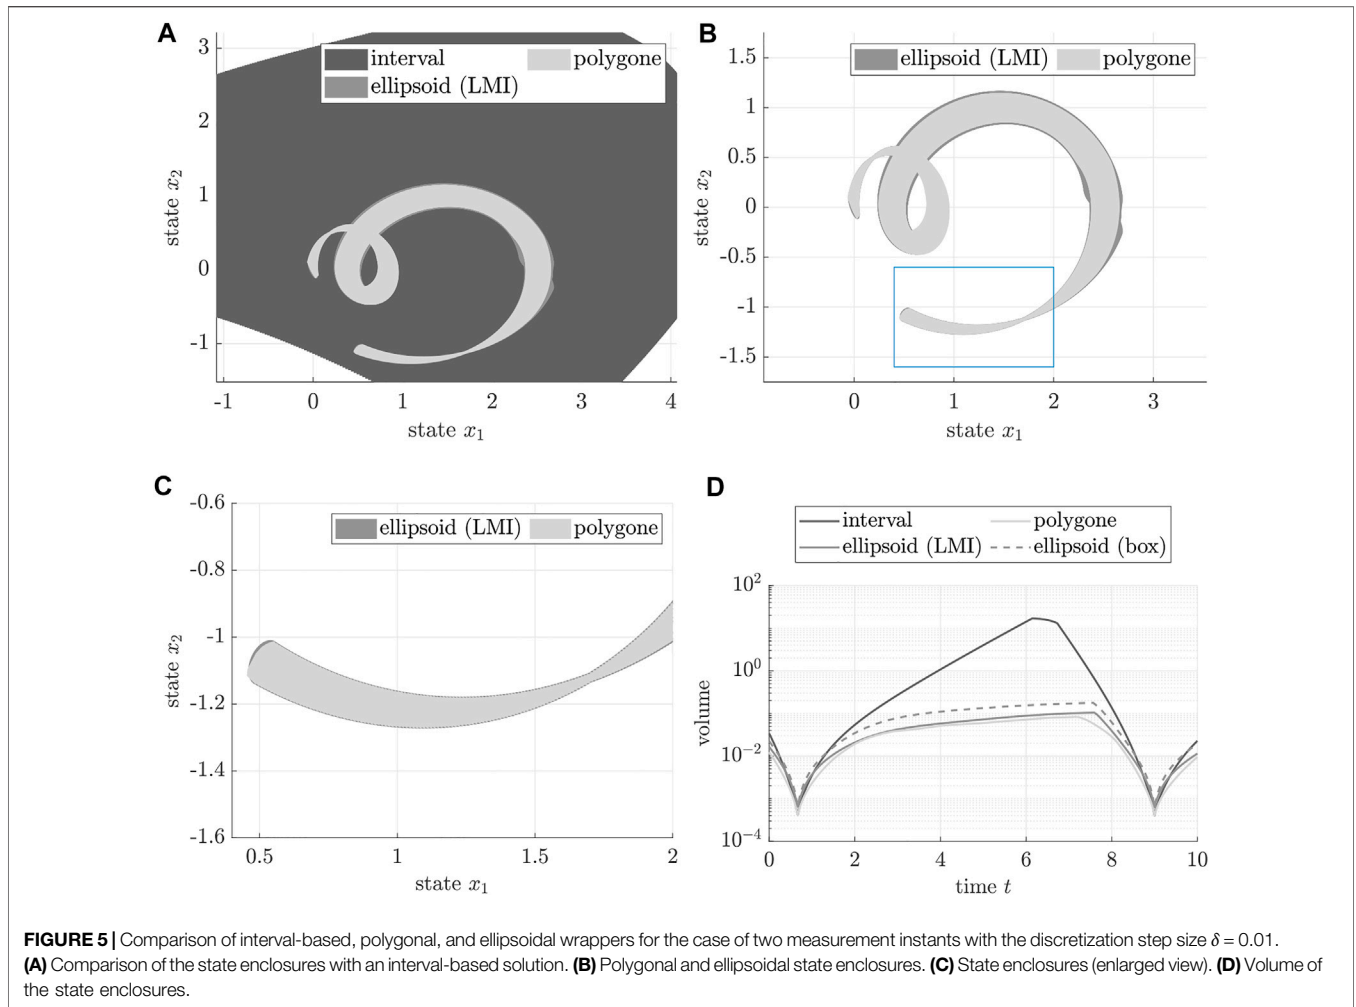 A
interval
polygone
ellipsoid (LMI)
3
2
1
0
-1
state x2
-1
0
1
2
3
4
state x1
B
ellipsoid (LMI)
polygone
1.5
1
0.5
0
-0.5
-1
-1.5
state x2
0
1
2
3
state x1
C
ellipsoid (LMI)
polygone
-0.6
-0.8
-1
-1.2
-1.4
-1.6
state x2
0.5
1
1.5
2
state x1
D
interval
polygone
ellipsoid (LMI)
ellipsoid (box)
10^2
10^0
10^−2
10^−4
volume
0
2
4
6
8
10
time t
FIGURE 5 | Comparison of interval-based, polygonal, and ellipsoidal wrappers for the case of two measurement instants with the discretization step size δ = 0.01.
(A) Comparison of the state enclosures with an interval-based solution. (B) Polygonal and ellipsoidal state enclosures. (C) State enclosures (enlarged view). (D) Volume of
the state enclosures.